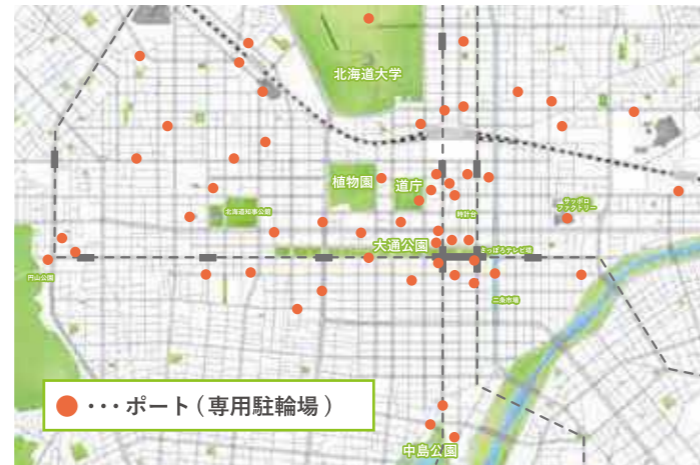 北海道大学
植物園
道庁
サッポロ
ファクトリー
北海道知事公館
時計台
大通公園
さっぽろテレビ塔
円山公園
二条市場
●・・・ポート(専用駐輪場)
中島公園